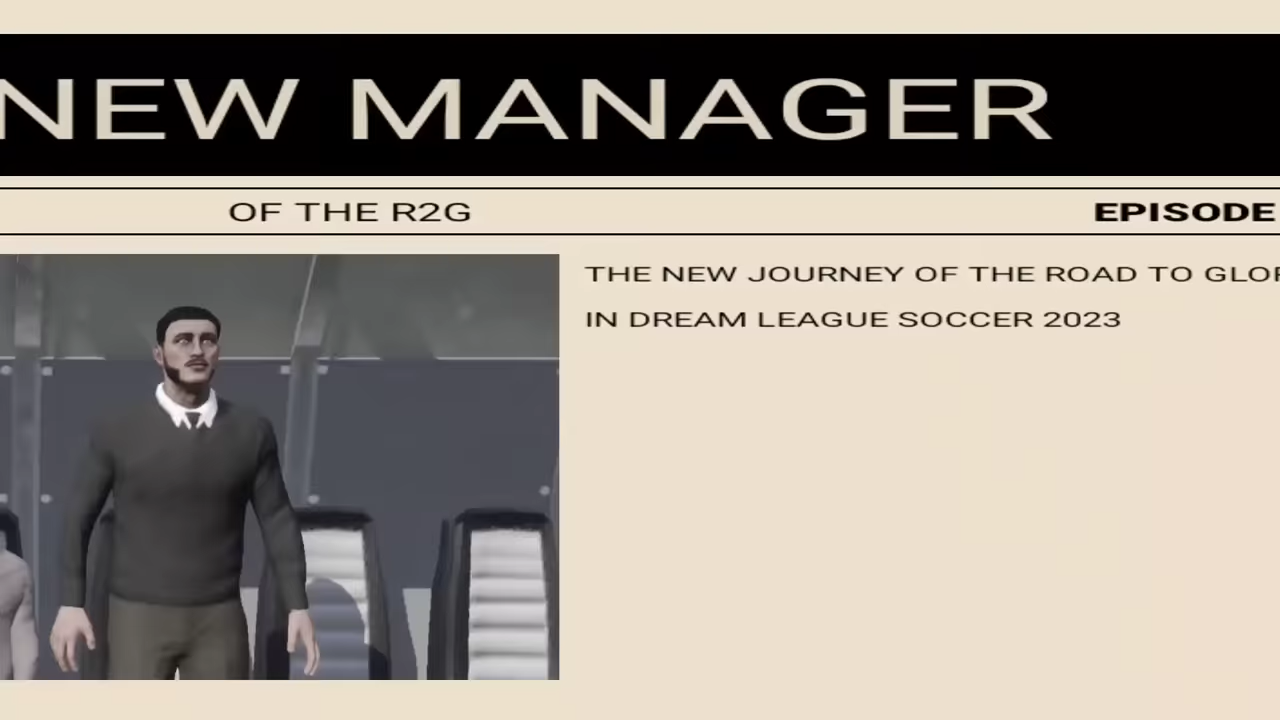 NEW MANAGER
OF THE R2G
EPISODE
THE NEW JOURNEY OF THE ROAD TO
IN DREAM LEAGUE SOCCER 2023